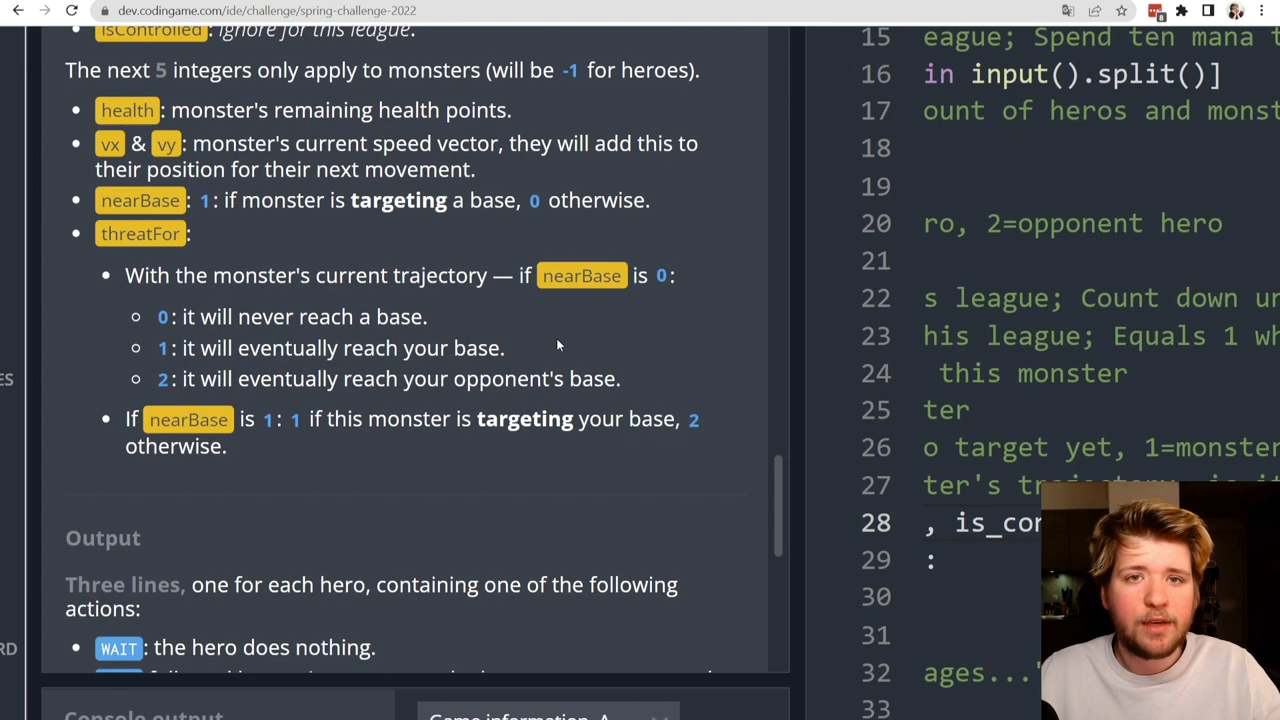 dev.codingame.com/ide/challenge/spring-challenge-2022
isControlled: Ignore for this league.
The next 5 integers only apply to monsters (will be -1 for heroes).
health: monster's remaining health points.
vx & vy: monster's current speed vector, they will add this to
their position for their next movement.
nearBase: 1: if monster is targeting a base, 0 otherwise.
threatFor:
With the monster's current trajectory — if nearBase is 0:
0: it will never reach a base.
1: it will eventually reach your base.
2: it will eventually reach your opponent's base.
If nearBase is 1: 1 if this monster is targeting your base, 2
otherwise.
Output
Three lines, one for each hero, containing one of the following
actions:
WAIT: the hero does nothing.
Console output
Game information
ES
RD
15 eague; Spend ten mana t
16 in input().split()]
17 ount of heros and monst
18
19
20 ro, 2=opponent hero
21
22 s league; Count down un
23 his league; Equals 1 wh
24 this monster
25 ter
26 o target yet, 1=monster
27 ter's trajectory, is it
28 , is_con
29 :
30
31
32 ages..."
33
8